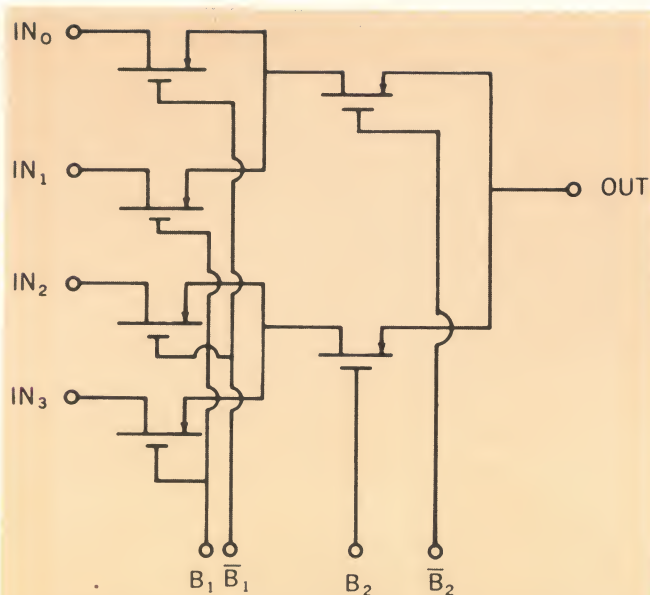 IN₀
IN₁
OUT
IN₂
IN₃
B₁ B̅₁ B₂ B̅₂